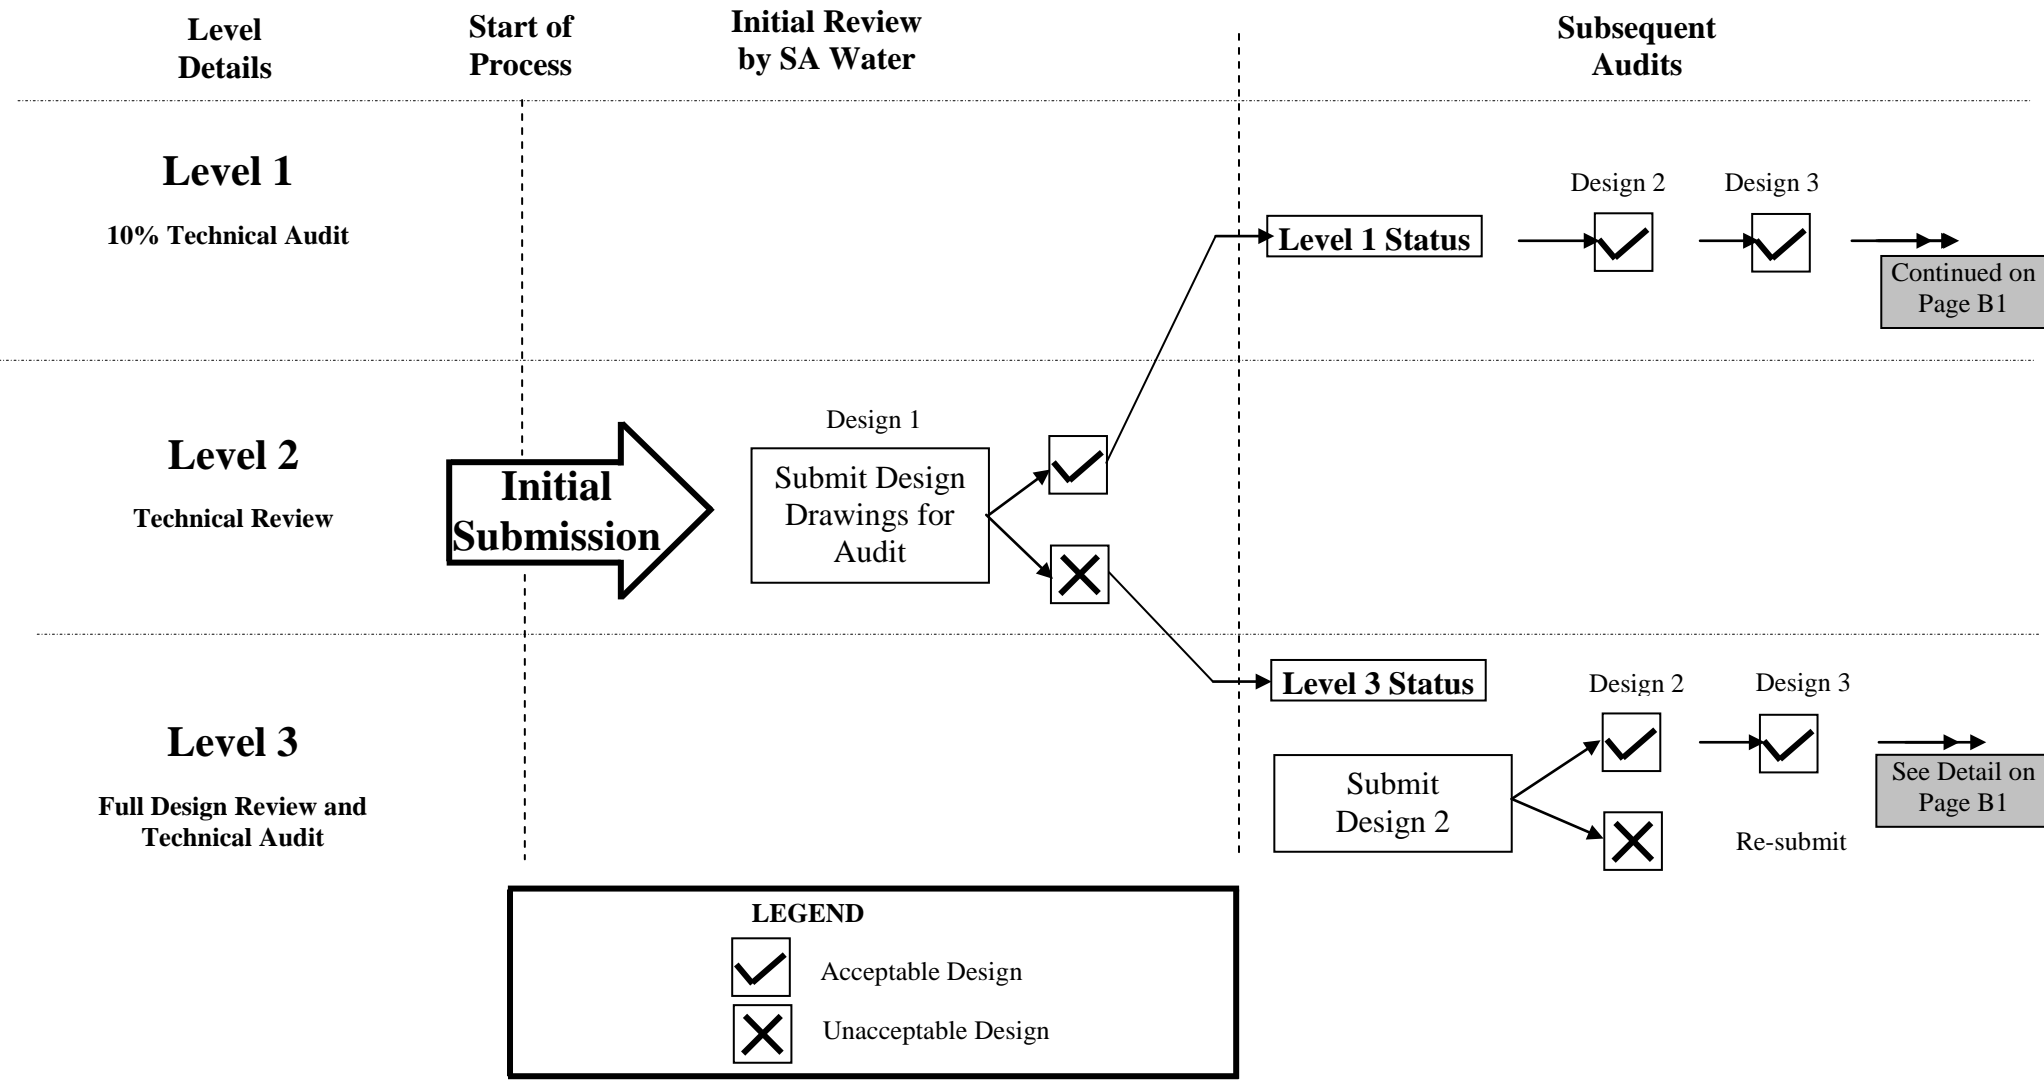 Level
Details
Start of
Process
Initial Review
by SA Water
Subsequent
Audits
Level 1
10% Technical Audit
Design 2
Design 3
Level 1 Status
Continued on
Page B1
Level 2
Technical Review
Initial
Submission
Design 1
Submit Design
Drawings for
Audit
Level 3
Full Design Review and
Technical Audit
Level 3 Status
Design 2
Design 3
Submit
Design 2
See Detail on
Page B1
Re-submit
LEGEND
Acceptable Design
Unacceptable Design